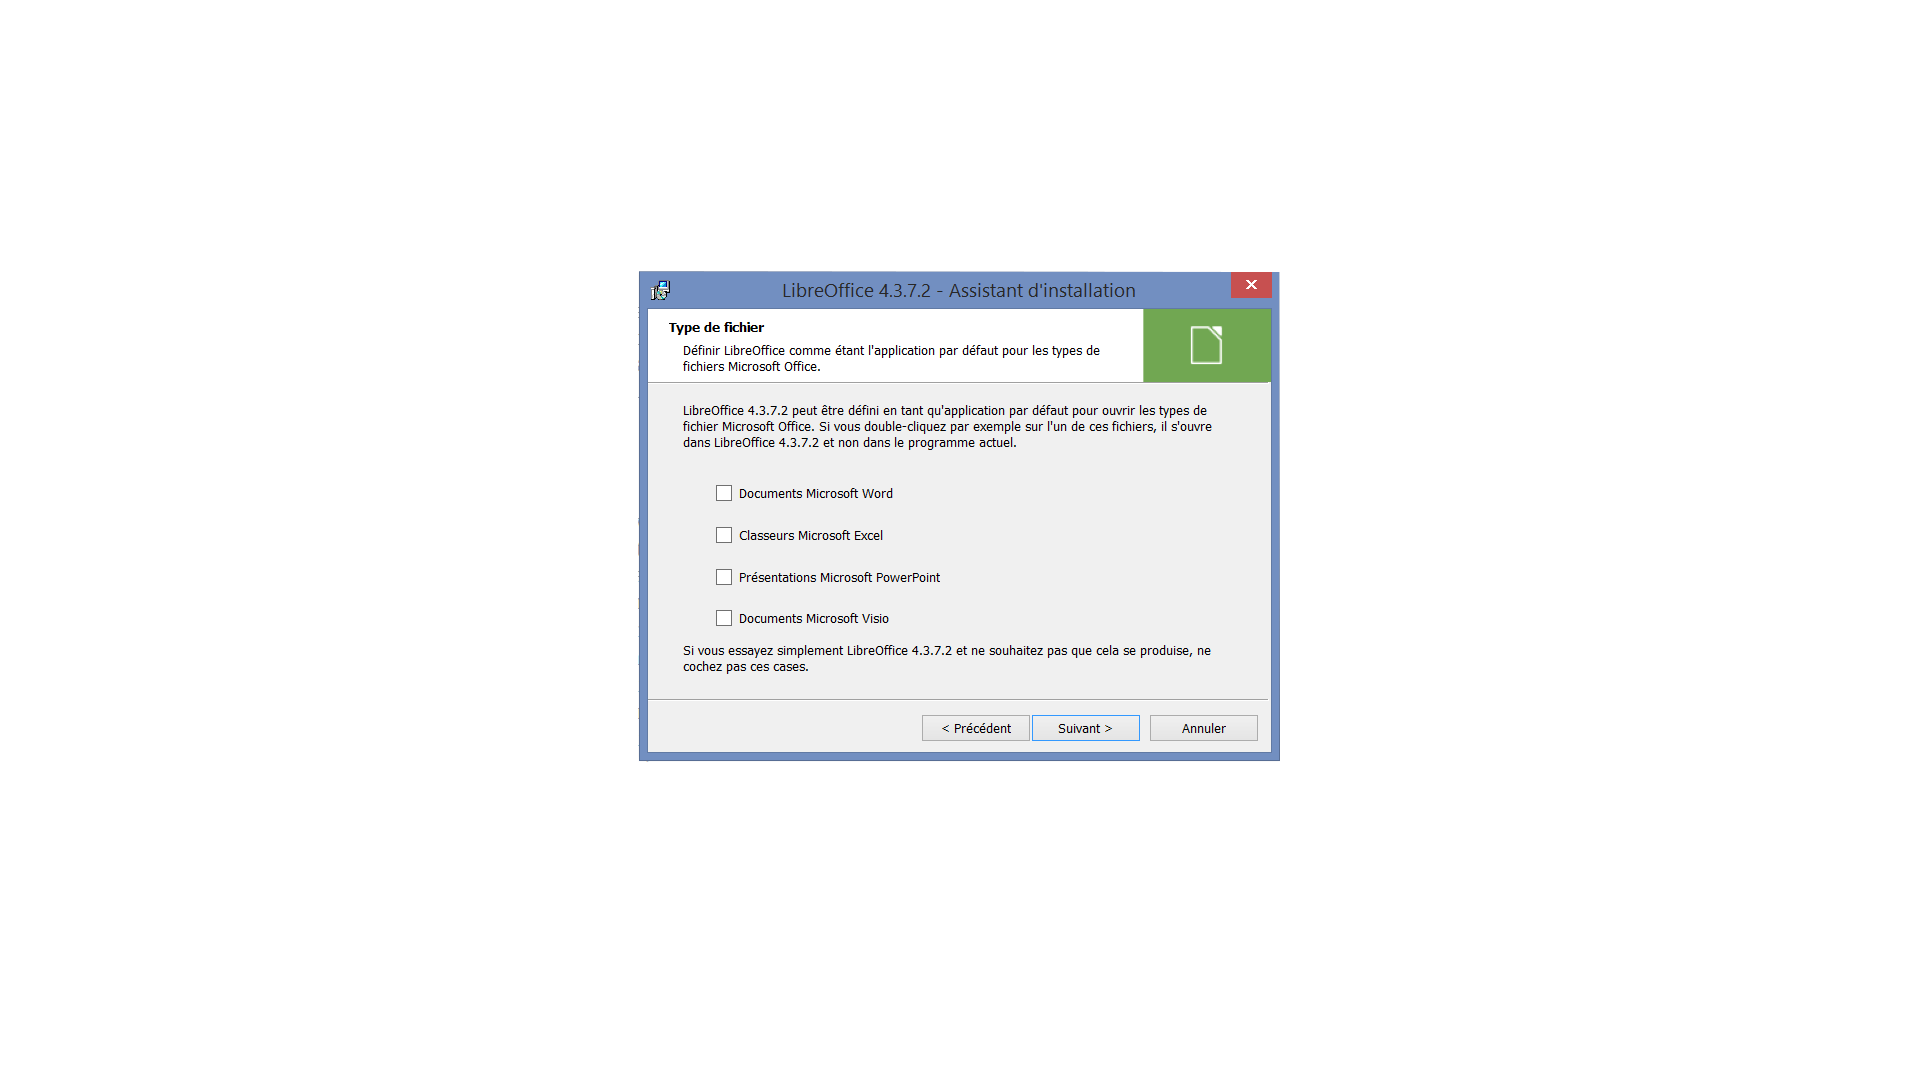 LibreOffice 4.3.7.2 - Assistant d'installation
Type de fichier
Définir LibreOffice comme étant l'application par défaut pour les types de
fichiers Microsoft Office.
LibreOffice 4.3.7.2 peut être défini en tant qu'application par défaut pour ouvrir les types de
fichier Microsoft Office. Si vous double-cliquez par exemple sur l'un de ces fichiers, il s'ouvre
dans LibreOffice 4.3.7.2 et non dans le programme actuel.
Documents Microsoft Word
Classeurs Microsoft Excel
Présentations Microsoft PowerPoint
Documents Microsoft Visio
Si vous essayez simplement LibreOffice 4.3.7.2 et ne souhaitez pas que cela se produise, ne
cochez pas ces cases.
< Précédent Suivant > Annuler